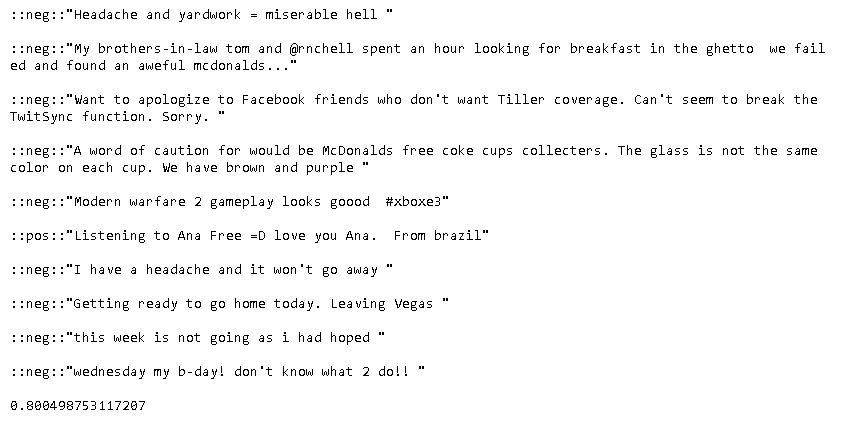 ::neg::"Headache and yardwork = miserable hell "
::neg::"My brothers-in-law tom and @rnchell spent an hour looking for breakfast in the ghetto  we fail
ed and found an aweful mcdonalds..."
::neg::"Want to apologize to Facebook friends who don't want Tiller coverage. Can't seem to break the
TwitSync function. Sorry. "
::neg::"A word of caution for would be McDonalds free coke cups collecters. The glass is not the same
color on each cup. We have brown and purple "
::neg::"Modern warfare 2 gameplay looks goood  #xboxe3"
::pos::"Listening to Ana Free =D love you Ana.  From brazil"
::neg::"I have a headache and it won't go away "
::neg::"Getting ready to go home today. Leaving Vegas "
::neg::"this week is not going as i had hoped "
::neg::"wednesday my b-day! don't know what 2 do!! "
0.800498753117207